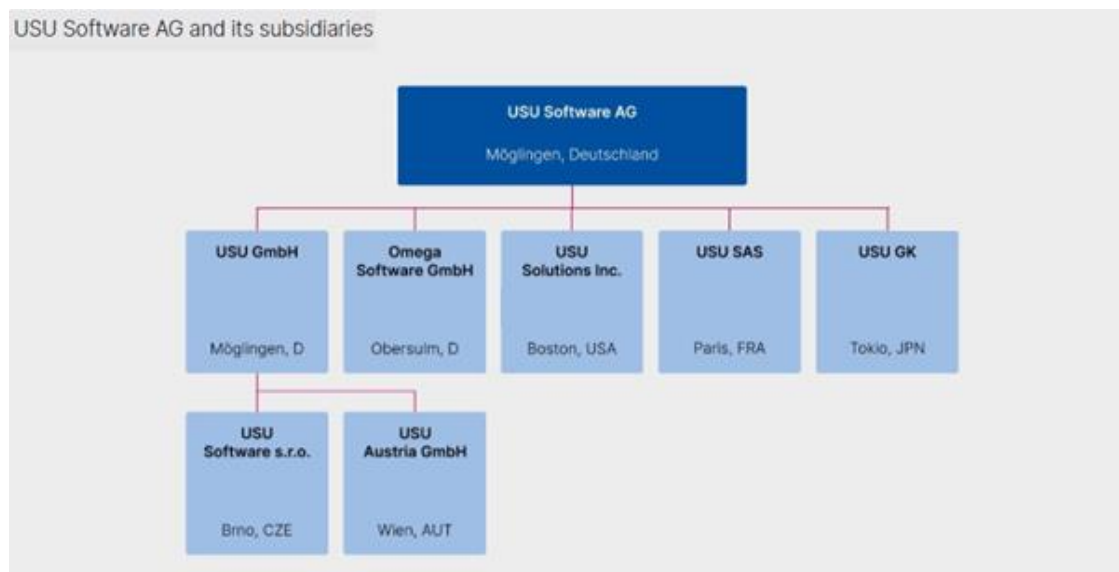 USU Software AG and its subsidiaries
USU Software AG
Möglingen, Deutschland
USU GmbH
Möglingen, D
Omega
Software GmbH
Obersulm, D
USU
Solutions Inc.
Boston, USA
USU SAS
Paris, FRA
USU GK
Tokio, JPN
USU
Software s.r.o.
Brno, CZE
USU
Austria GmbH
Wien, AUT